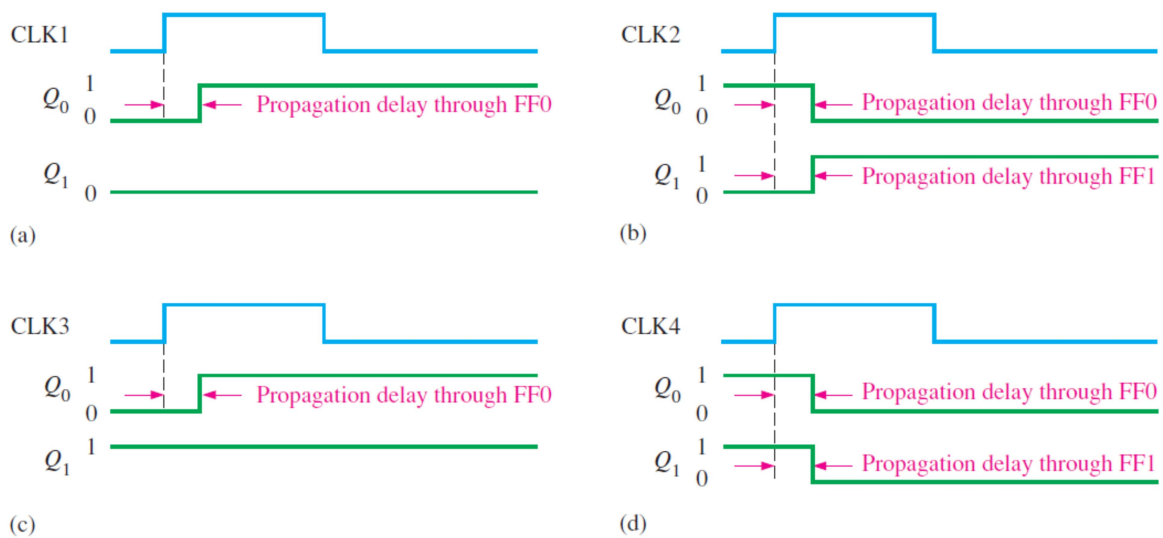 CLK1
Q0
1
0
Propagation delay through FF0
Q1
0
(a)
CLK2
Q0
1
0
Propagation delay through FF0
Q1
1
0
Propagation delay through FF1
(b)
CLK3
Q0
1
0
Propagation delay through FF0
Q1
1
(c)
CLK4
Q0
1
0
Propagation delay through FF0
Q1
1
0
Propagation delay through FF1
(d)